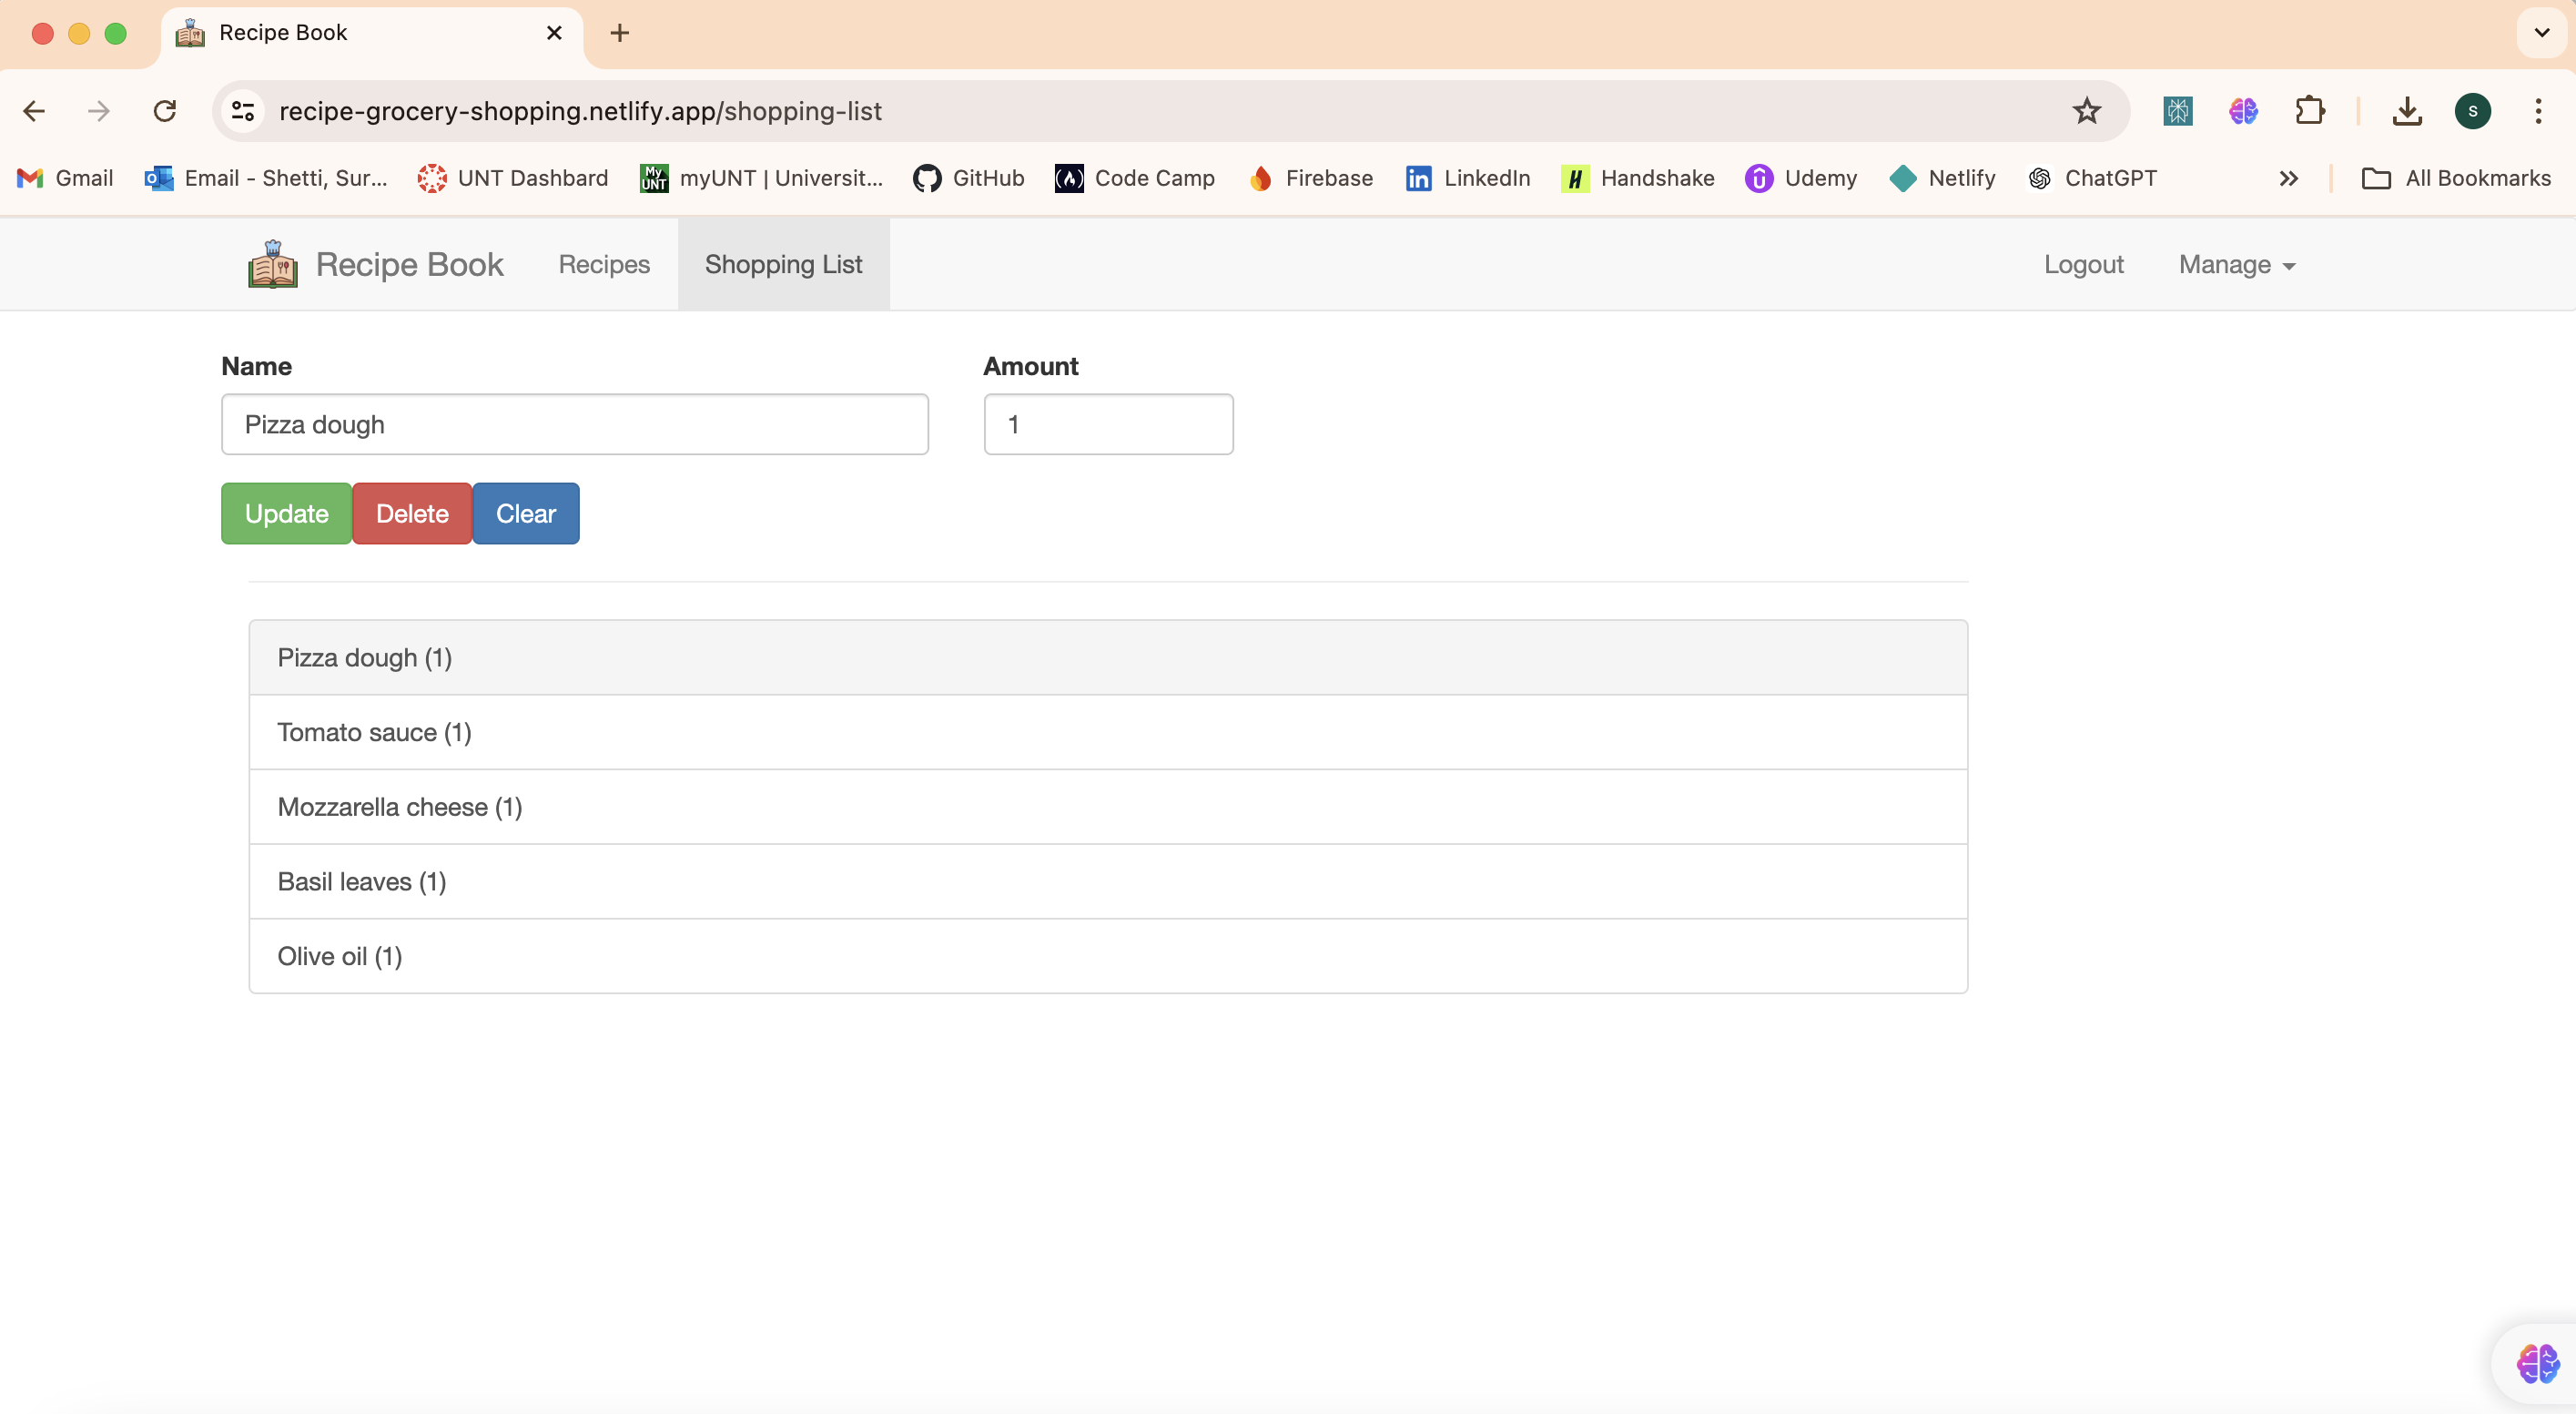 Recipe Book
recipe-grocery-shopping.netlify.app/shopping-list
S
Gmail
Email - Shetti, Sur...
UNT Dashbard
My UNT
myUNT | Universit...
GitHub
Code Camp
Firebase
LinkedIn
Handshake
Udemy
Netlify
ChatGPT
All Bookmarks
Recipe Book
Recipes
Shopping List
Logout
Manage
Name
Amount
Pizza dough
1
Update
Delete
Clear
Pizza dough (1)
Tomato sauce (1)
Mozzarella cheese (1)
Basil leaves (1)
Olive oil (1)